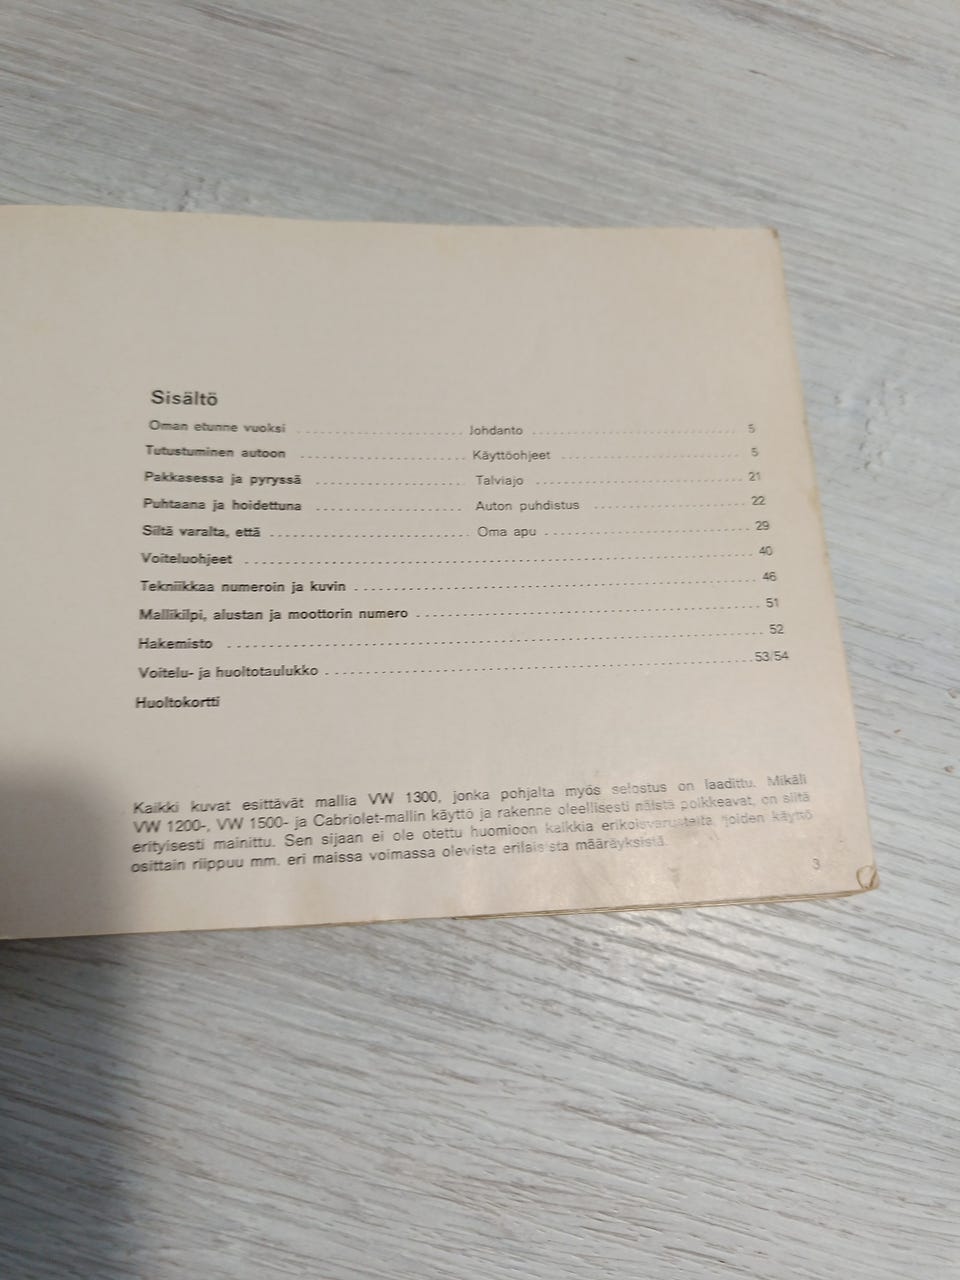 Sisältö
Oman etunne vuoksi ........................ Johdanto ........................ 5
Tutustuminen autoon ........................ Käyttöohjeet ........................ 5
Pakkasessa ja pyryssä ........................ Talviajo ........................ 21
Puhtaana ja hoidettuna ........................ Auton puhdistus ........................ 22
Siltä varalta, että ........................ Oma apu ........................ 29
Voiteluohjeet ........................ 40
Tekniikkaa numeroin ja kuvin ........................ 46
Mallikilpi, alustan ja moottorin numero ........................ 51
Hakemisto ........................ 52
Voitelu- ja huoltotaulukko ........................ 53/54
Huoltokortti
Kaikki kuvat esittävät mallia VW 1300, jonka pohjalta myös selostus on laadittu. Mikäli
VW 1200-, VW 1500- ja Cabriolet-mallin käyttö ja rakenne oleellisesti näistä poikkeavat, on siitä
erityisesti mainittu. Sen sijaan ei ole otettu huomioon kaikkia erikoisvarusteita, joiden käyttö
osittain riippuu mm. eri maissa voimassa olevista erilaisista määräyksistä.
3